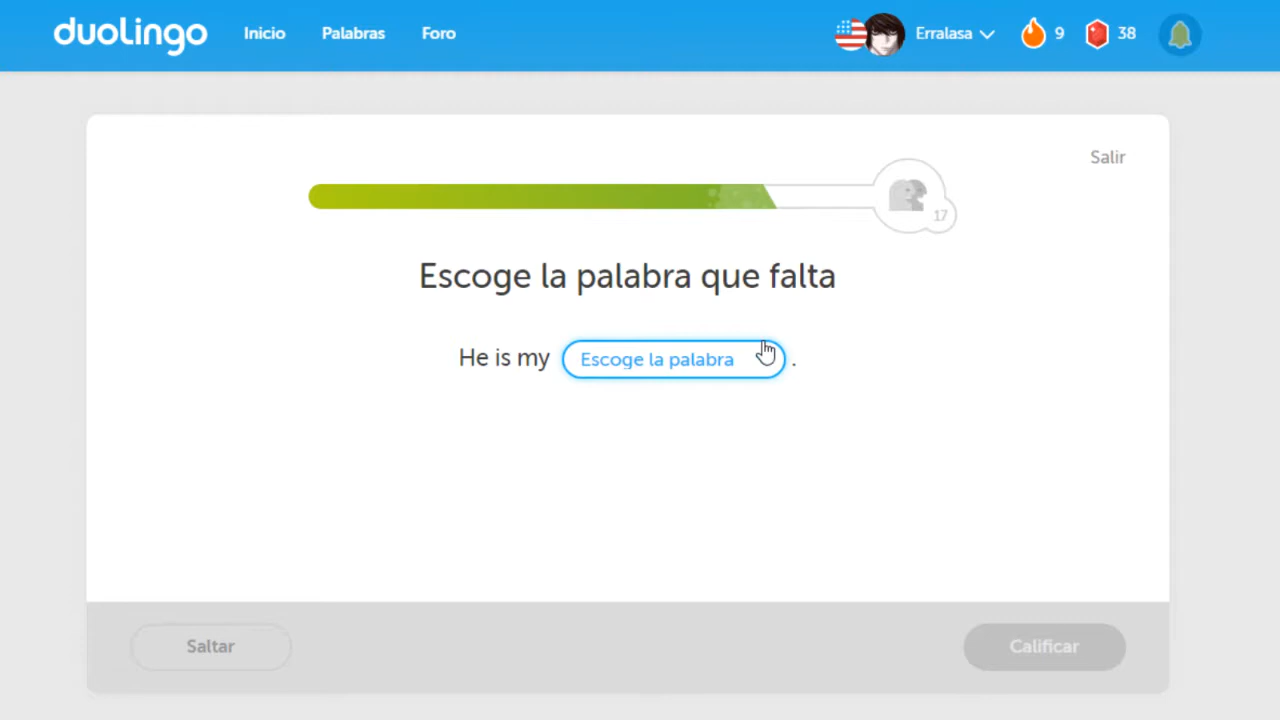 duolingo Inicio Palabras Foro Erralasa 9 38
Salir
17
Escoge la palabra que falta
He is my Escoge la palabra .
Saltar Calificar